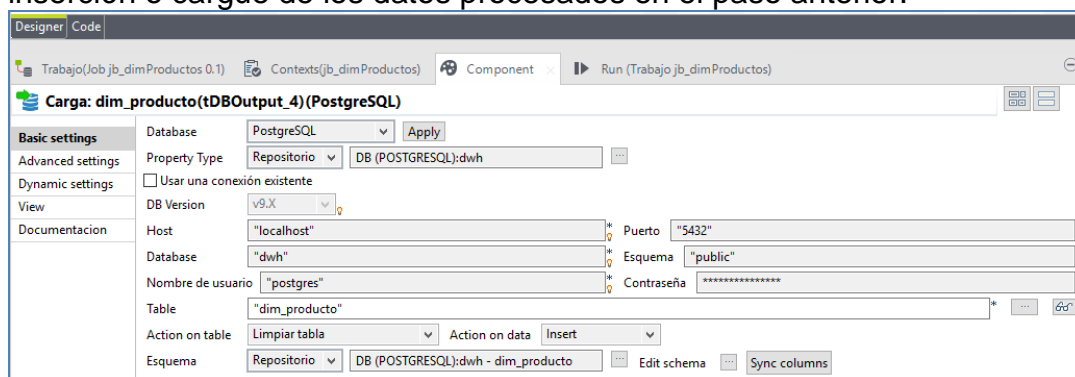 inserción o cargue de los datos procesados en el paso anterior.
Designer Code
Trabajo(Job jb_dimProductos 0.1) Contexts(jb_dimProductos) Component Run (Trabajo jb_dimProductos)
Carga: dim_producto(tDBOutput_4)(PostgreSQL)
Basic settings
Advanced settings
Dynamic settings
View
Documentacion
Database PostgreSQL Apply
Property Type Repositorio DB (POSTGRESQL):dwh ...
Usar una conexión existente
DB Version v9.X
Host "localhost" * Puerto "5432"
Database "dwh" * Esquema "public"
Nombre de usuario "postgres" * Contraseña ***************
Table "dim_producto" * ...
Action on table Limpiar tabla Action on data Insert
Esquema Repositorio DB (POSTGRESQL):dwh - dim_producto ... Edit schema ... Sync columns